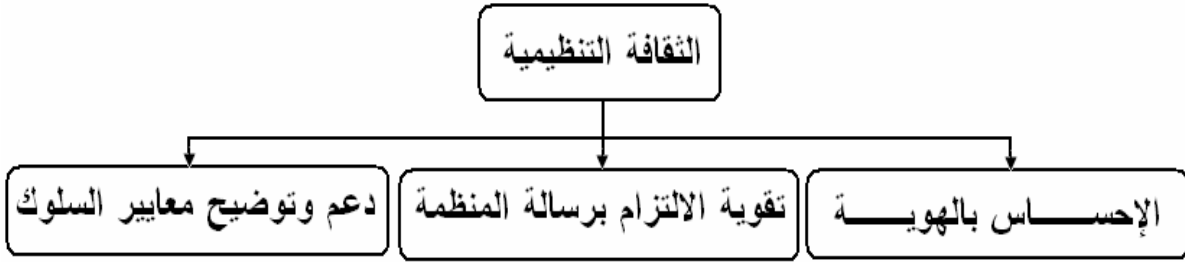 الثقافة التنظيمية
الإحساس بالهوية
تقوية الالتزام برسالة المنظمة
دعم وتوضيح معايير السلوك